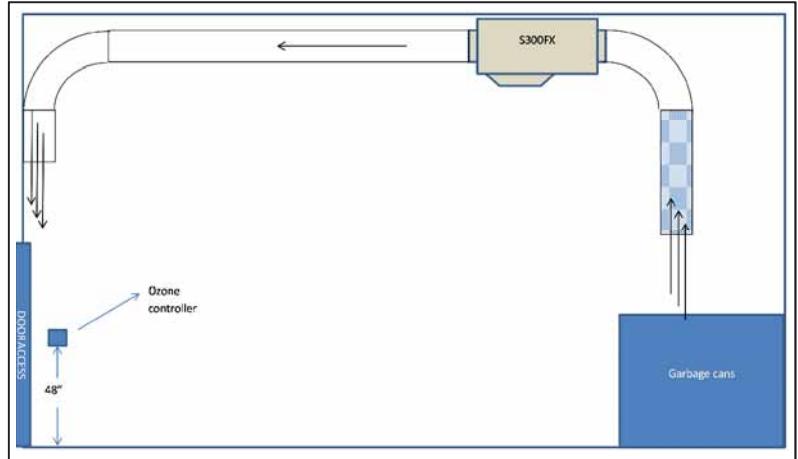 S300FX
Ozone
controller
DOOR ACCESS
48"
Garbage cans